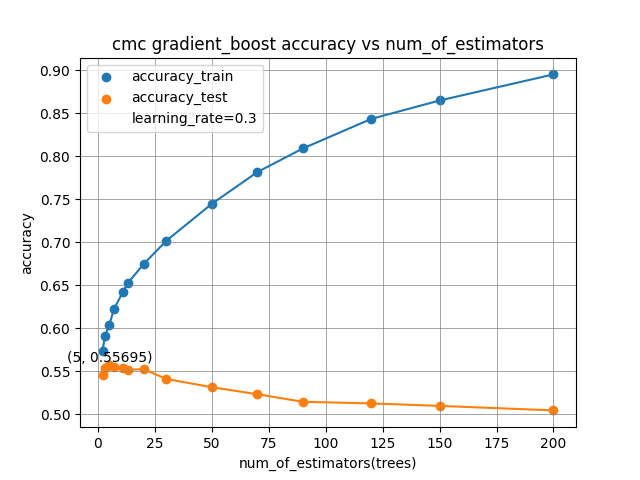 cmc gradient_boost accuracy vs num_of_estimators
accuracy_train
accuracy_test
learning_rate=0.3
accuracy
0.90
0.85
0.80
0.75
0.70
0.65
0.60
0.55
0.50
(5, 0.55695)
0 25 50 75 100 125 150 175 200
num_of_estimators(trees)